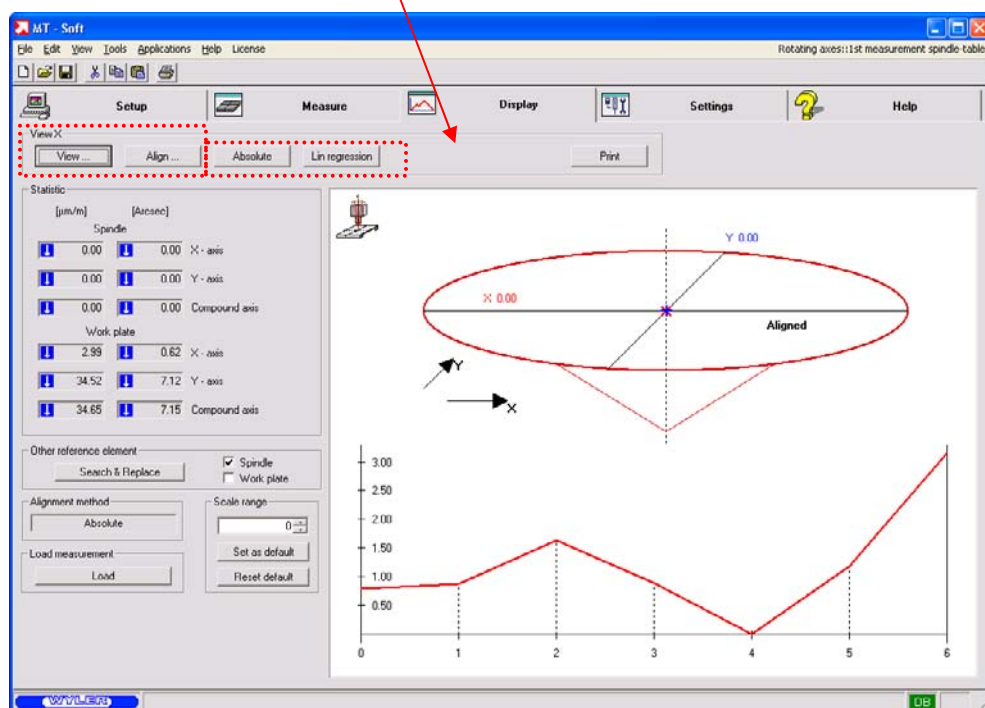 MT - Soft
File Edit View Tools Applications Help License
Rotating axes::1st measurement spindle-table
Setup Measure Display Settings Help
View X
View ... Align ... Absolute Lin regression Print
Statistic
[µm/m] [Arcsec]
Spindle
0.00 0.00 X - axis
0.00 0.00 Y - axis
0.00 0.00 Compound axis
Work plate
2.99 0.62 X - axis
34.52 7.12 Y - axis
34.65 7.15 Compound axis
Other reference element
Search & Replace
Spindle
Work plate
Alignment method
Absolute
Scale range
0
Set as default
Reset default
Load measurement
Load
Y 0.00
X 0.00
Aligned
Y
X
3.00
2.50
2.00
1.50
1.00
0.50
0 1 2 3 4 5 6
WYLER
DB